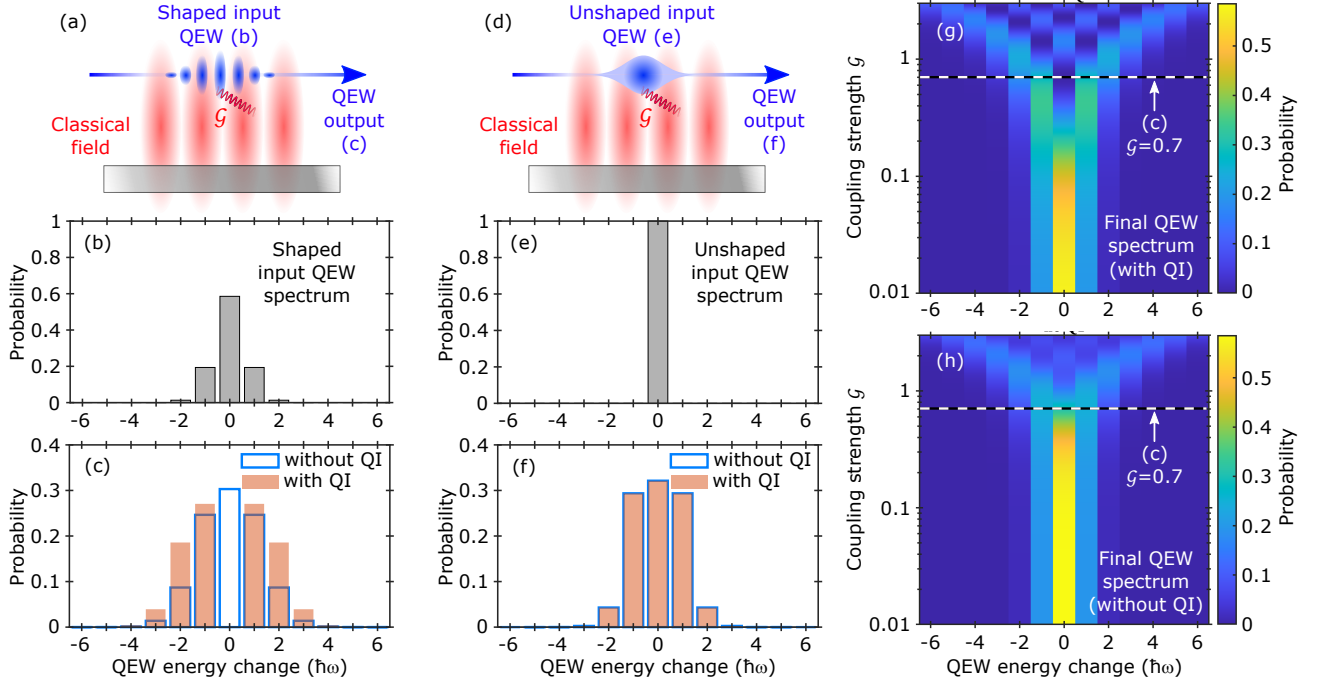 (a)
Shaped input
QEW (b)
𝒢
QEW
output
(c)
Classical
field
(d)
Unshaped input
QEW (e)
𝒢
QEW
output
(f)
Classical
field
(b)
Shaped
input QEW
spectrum
Probability
1
0.8
0.6
0.4
0.2
0
-6 -4 -2 0 2 4 6
(e)
Unshaped
input QEW
spectrum
Probability
1
0.8
0.6
0.4
0.2
0
-6 -4 -2 0 2 4 6
(c)
without QI
with QI
Probability
0.4
0.3
0.2
0.1
0
-6 -4 -2 0 2 4 6
QEW energy change (ħω)
(f)
without QI
with QI
Probability
0.4
0.3
0.2
0.1
0
-6 -4 -2 0 2 4 6
QEW energy change (ħω)
(g)
Coupling strength 𝒢
1
0.1
0.01
(c)
𝒢=0.7
Final QEW
spectrum
(with QI)
-6 -4 -2 0 2 4 6
0.5
0.4
0.3
0.2
0.1
0
Probability
(h)
Coupling strength 𝒢
1
0.1
0.01
(c)
𝒢=0.7
Final QEW
spectrum
(without QI)
-6 -4 -2 0 2 4 6
QEW energy change (ħω)
0.5
0.4
0.3
0.2
0.1
0
Probability